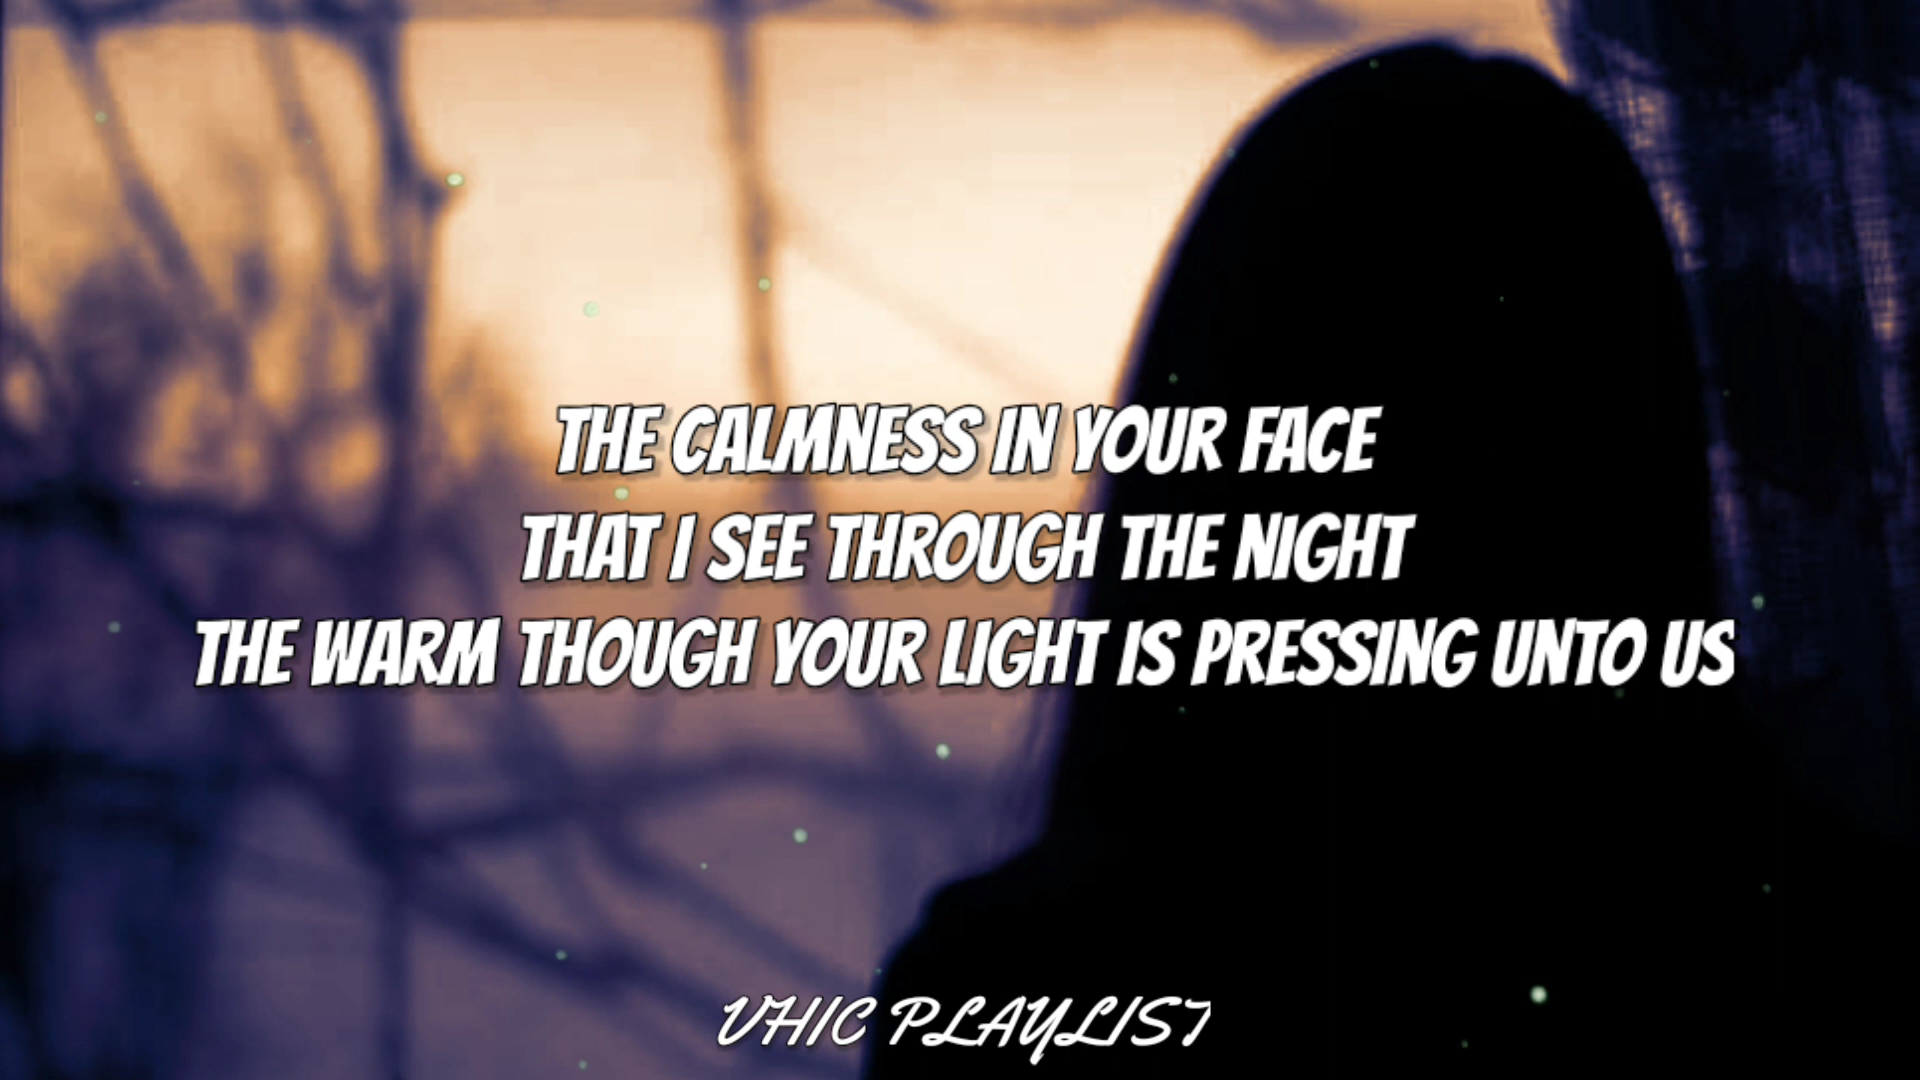 THE CALMNESS IN YOUR FACE
THAT I SEE THROUGH THE NIGHT
THE WARM THOUGH YOUR LIGHT IS PRESSING UNTO US
VHIC PLAYLIST